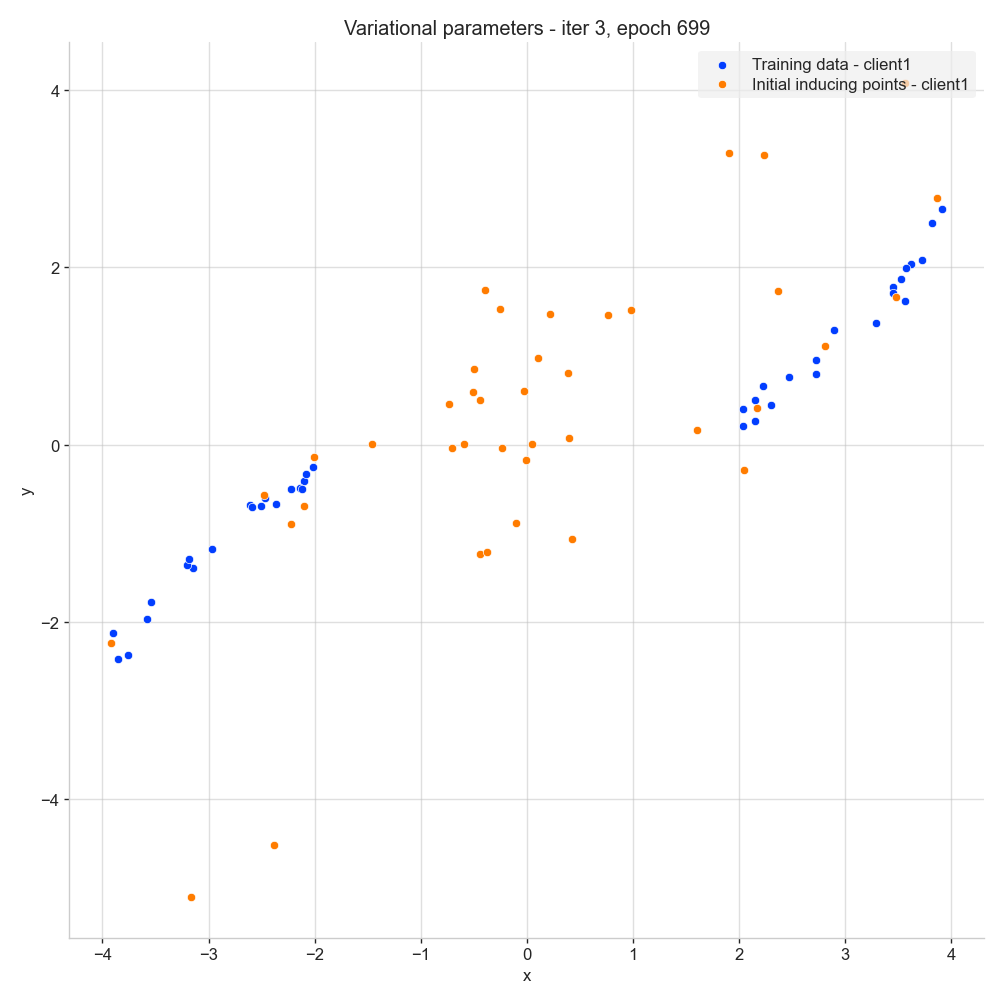 Variational parameters - iter 3, epoch 699
Training data - client1
Initial inducing points - client1
4
2
0
−2
−4
y
−4 −3 −2 −1 0 1 2 3 4
x